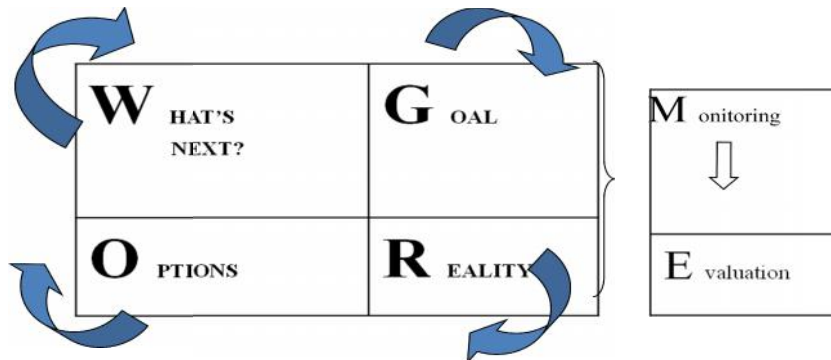 WHAT'S
NEXT?
GOAL
Monitoring
OPTIONS
REALITY
Evaluation